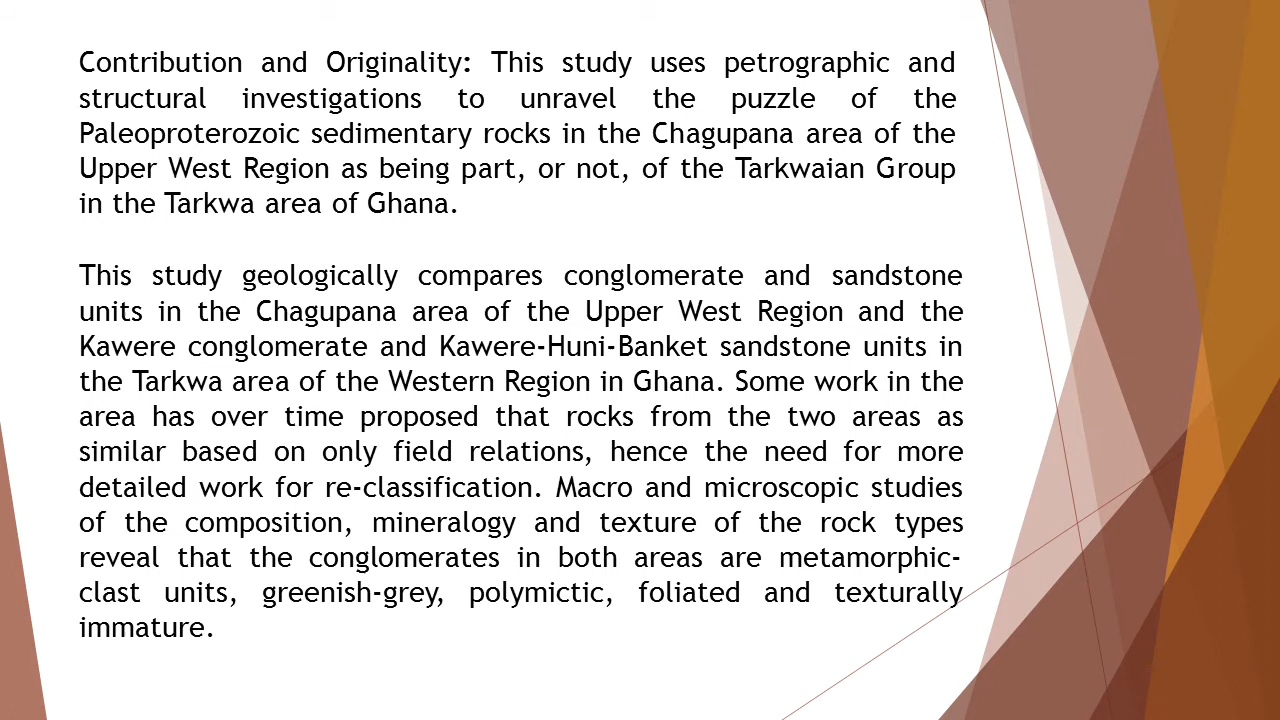 Contribution and Originality: This study uses petrographic and
structural investigations to unravel the puzzle of the
Paleoproterozoic sedimentary rocks in the Chagupana area of the
Upper West Region as being part, or not, of the Tarkwaian Group
in the Tarkwa area of Ghana.
This study geologically compares conglomerate and sandstone
units in the Chagupana area of the Upper West Region and the
Kawere conglomerate and Kawere-Huni-Banket sandstone units in
the Tarkwa area of the Western Region in Ghana. Some work in the
area has over time proposed that rocks from the two areas as
similar based on only field relations, hence the need for more
detailed work for re-classification. Macro and microscopic studies
of the composition, mineralogy and texture of the rock types
reveal that the conglomerates in both areas are metamorphic-
clast units, greenish-grey, polymictic, foliated and texturally
immature.